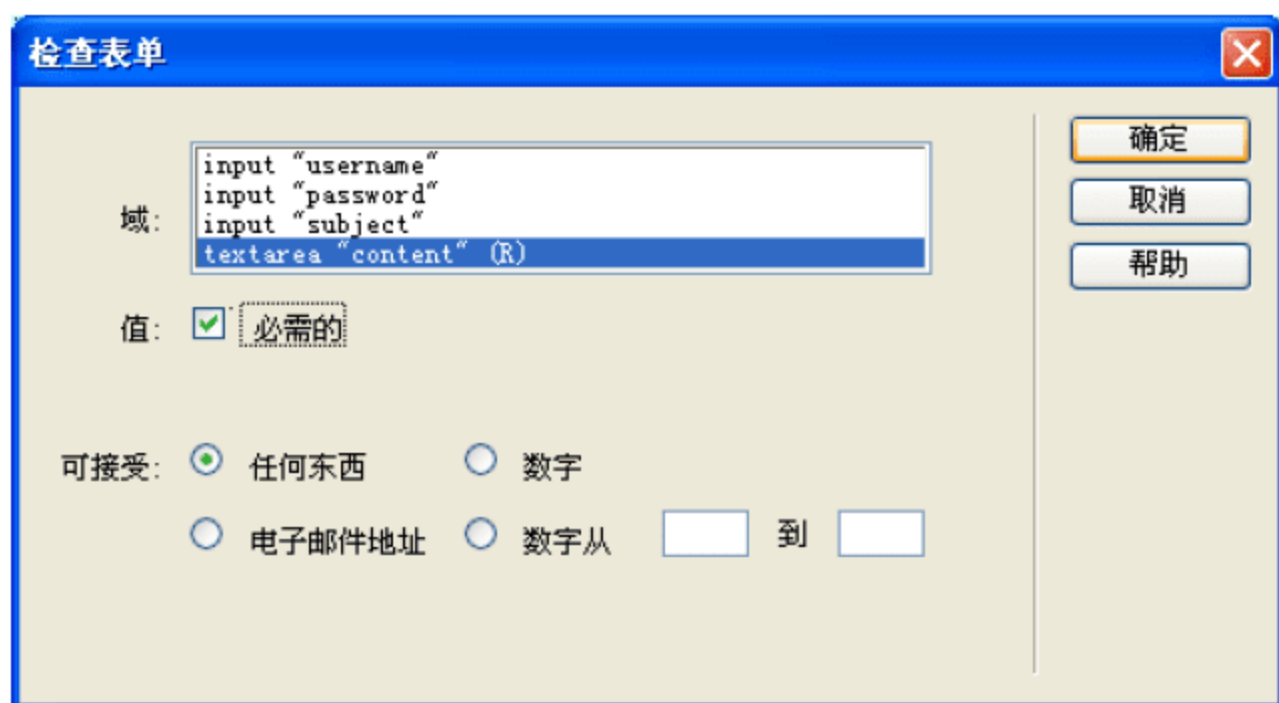 检查表单
域:
input "username"
input "password"
input "subject"
textarea "content" (R)
值:
必需的
可接受:
任何东西
数字
电子邮件地址
数字从
到
确定
取消
帮助